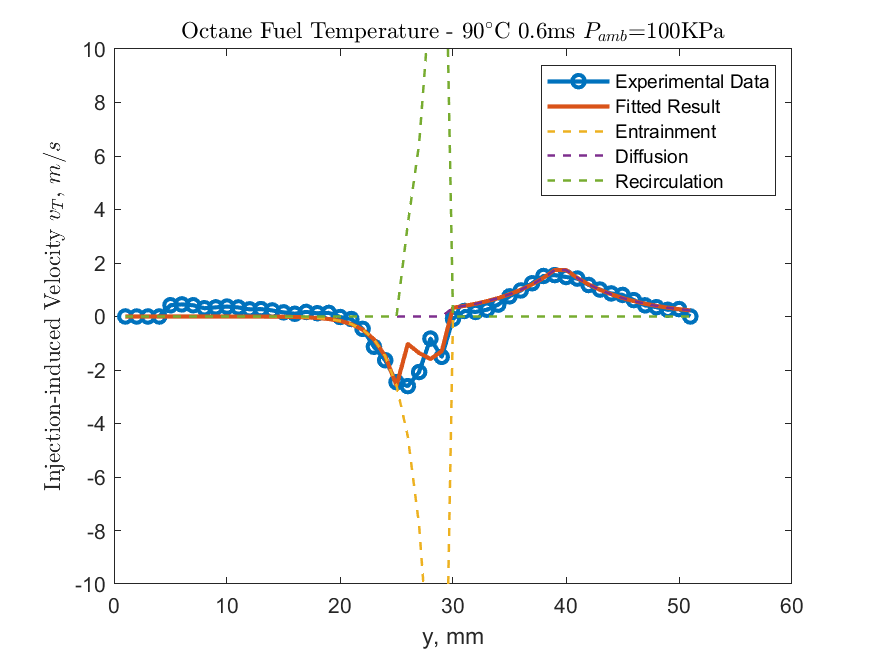 Octane Fuel Temperature - 90°C 0.6ms P_amb=100KPa
10
8
6
4
2
0
-2
-4
-6
-8
-10
Injection-induced Velocity v_T, m/s
Experimental Data
Fitted Result
Entrainment
Diffusion
Recirculation
0 10 20 30 40 50 60
y, mm